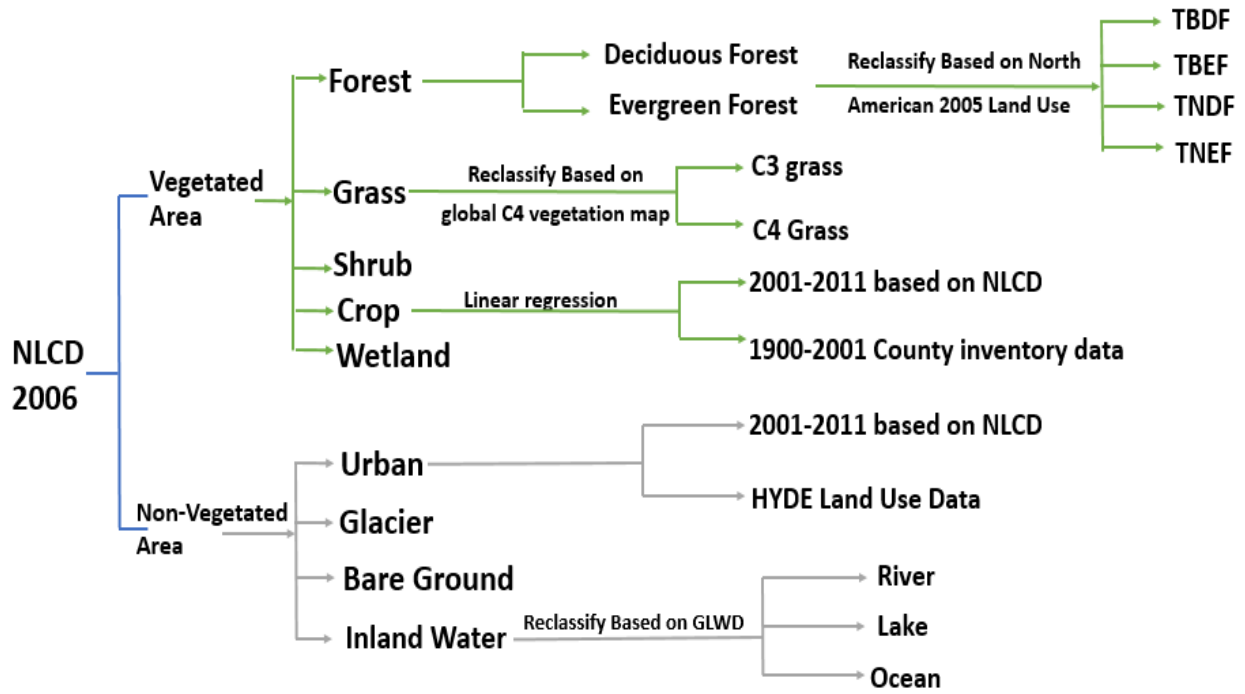 NLCD
2006
Vegetated
Area
Forest
Deciduous Forest
Evergreen Forest
Reclassify Based on North
American 2005 Land Use
TBDF
TBEF
TNDF
TNEF
Grass
Reclassify Based on
global C4 vegetation map
C3 grass
C4 Grass
Shrub
Crop
Linear regression
2001-2011 based on NLCD
1900-2001 County inventory data
Wetland
Non-Vegetated
Area
Urban
2001-2011 based on NLCD
HYDE Land Use Data
Glacier
Bare Ground
Inland Water
Reclassify Based on GLWD
River
Lake
Ocean